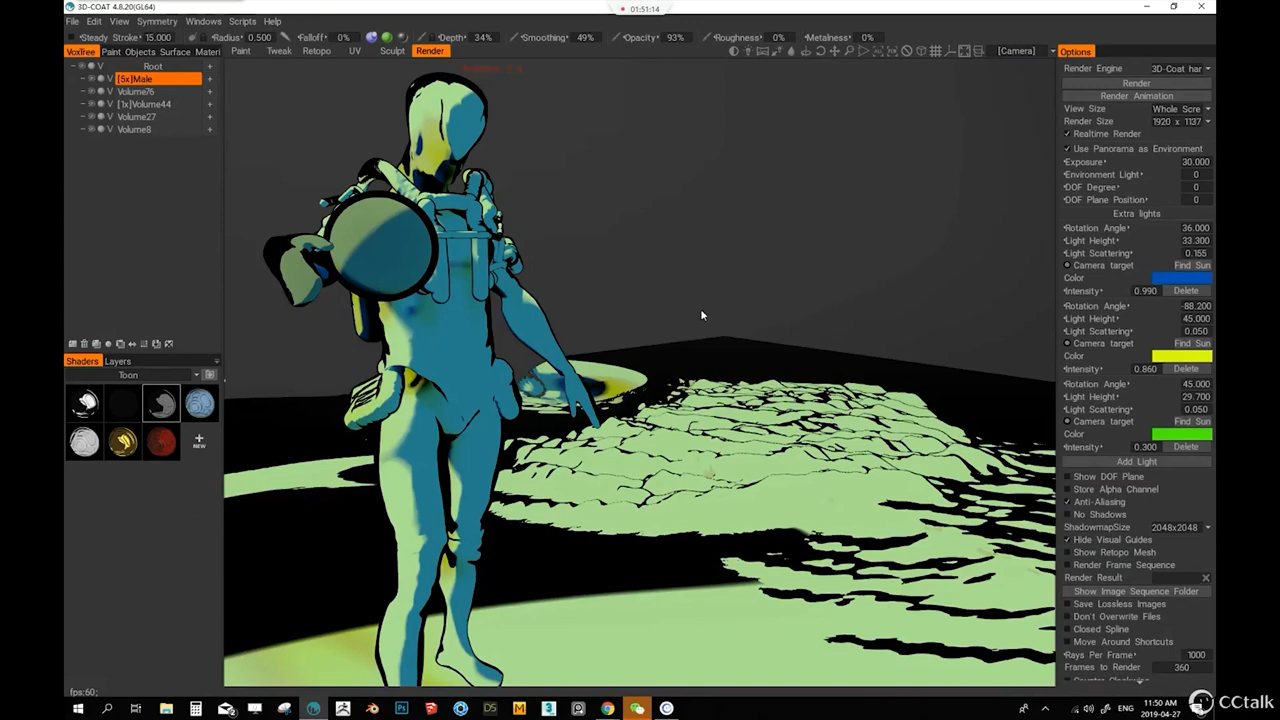 3D-COAT 4.8.20(GL64)
01:51:14
File Edit View Symmetry Windows Scripts Help
Steady Stroke 15.000 Radius 0.500 Falloff 0% Depth: 34% Smoothing: 49% Opacity: 93% Roughness: 0% Metalness: 0%
VoxTree Paint Objects Surface Materi Paint Tweak Retopo UV Sculpt Render [Camera] Options
V Root +
V [5x]Male +
V Volume76 +
V [1x]Volume44 +
V Volume27 +
V Volume8 +
Shaders Layers
Toon
NEW
Render Engine 3D-Coat har
Render
Render Animation
View Size Whole Scre
Render Size 1920 x 1137
Realtime Render
Use Panorama as Environment
Exposure 30.000
Environment Light 0
DOF Degree 0
DOF Plane Position 0
Extra lights
Rotation Angle 36.000
Light Height 33.300
Light Scattering 0.155
Camera target Find Sun
Color
Intensity 0.990 Delete
Rotation Angle -88.200
Light Height 45.000
Light Scattering 0.050
Camera target Find Sun
Color
Intensity 0.860 Delete
Rotation Angle 45.000
Light Height 29.700
Light Scattering 0.050
Camera target Find Sun
Color
Intensity 0.300 Delete
Add Light
Show DOF Plane
Store Alpha Channel
Anti-Aliasing
No Shadows
ShadowmapSize 2048x2048
Hide Visual Guides
Show Retopo Mesh
Render Frame Sequence
Render Result X
Show Image Sequence Folder
Save Lossless Images
Don't Overwrite Files
Closed Spline
Move Around Shortcuts
Rays Per Frame 1000
Frames to Render 360
fps:60;
11:50 AM
2019-04-27
CCtalk